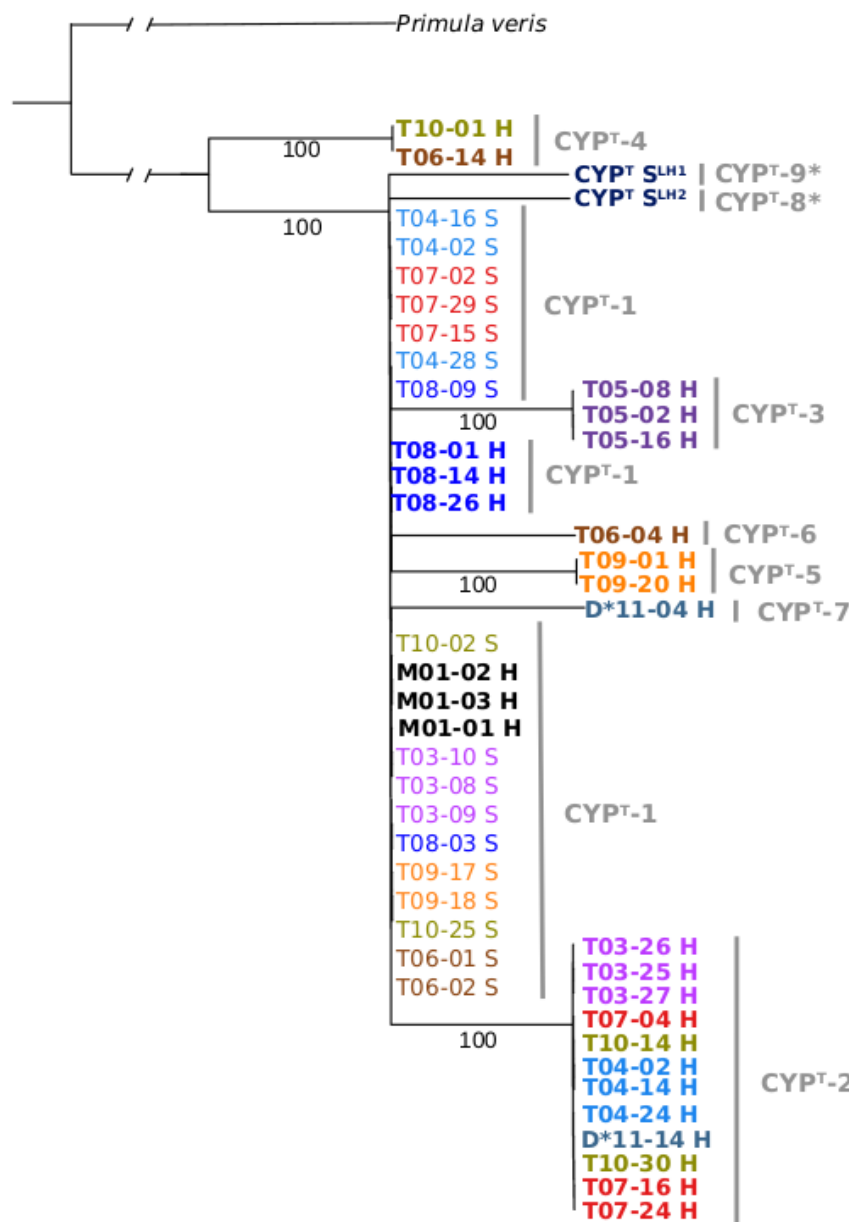 Primula veris
T10-01 H
CYPᵀ-4
100
T06-14 H
CYPᵀ Sᴸᴴ¹
CYPᵀ-9*
CYPᵀ Sᴸᴴ²
CYPᵀ-8*
100
T04-16 S
T04-02 S
T07-02 S
T07-29 S
CYPᵀ-1
T07-15 S
T04-28 S
T08-09 S
T05-08 H
T05-02 H
CYPᵀ-3
100
T05-16 H
T08-01 H
T08-14 H
CYPᵀ-1
T08-26 H
T06-04 H
CYPᵀ-6
T09-01 H
CYPᵀ-5
100
T09-20 H
D*11-04 H
CYPᵀ-7
T10-02 S
M01-02 H
M01-03 H
M01-01 H
T03-10 S
T03-08 S
T03-09 S
CYPᵀ-1
T08-03 S
T09-17 S
T09-18 S
T10-25 S
T06-01 S
T06-02 S
T03-26 H
T03-25 H
T03-27 H
T07-04 H
100
T10-14 H
T04-02 H
CYPᵀ-2
T04-14 H
T04-24 H
D*11-14 H
T10-30 H
T07-16 H
T07-24 H